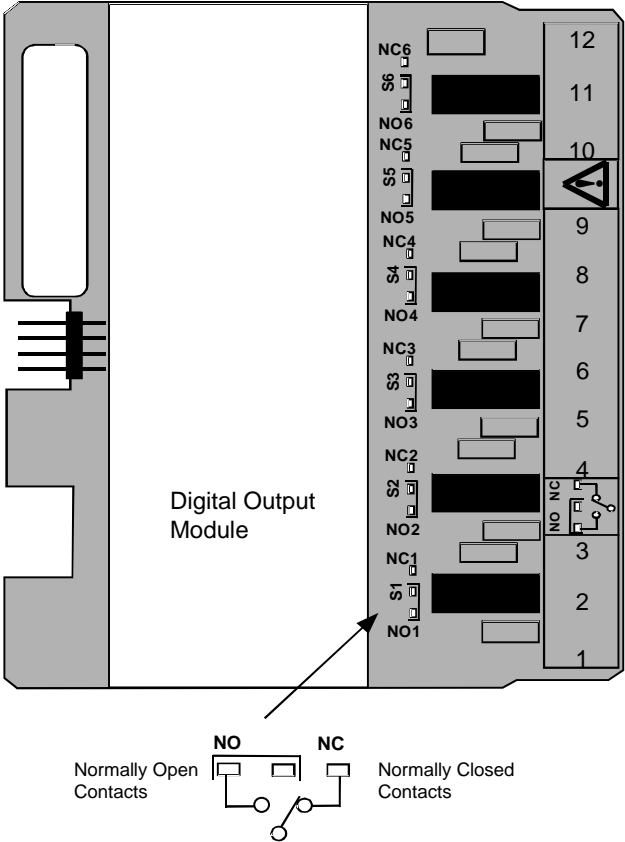 12
NC6
S6
11
NO6
NC5
10
S5
NO5
9
NC4
S4
8
NO4
7
NC3
S3
6
NO3
5
NC2
4
S2
NC
NO
Digital Output
Module
NO2
3
NC1
S1
2
NO1
1
NO
NC
Normally Open
Contacts
Normally Closed
Contacts